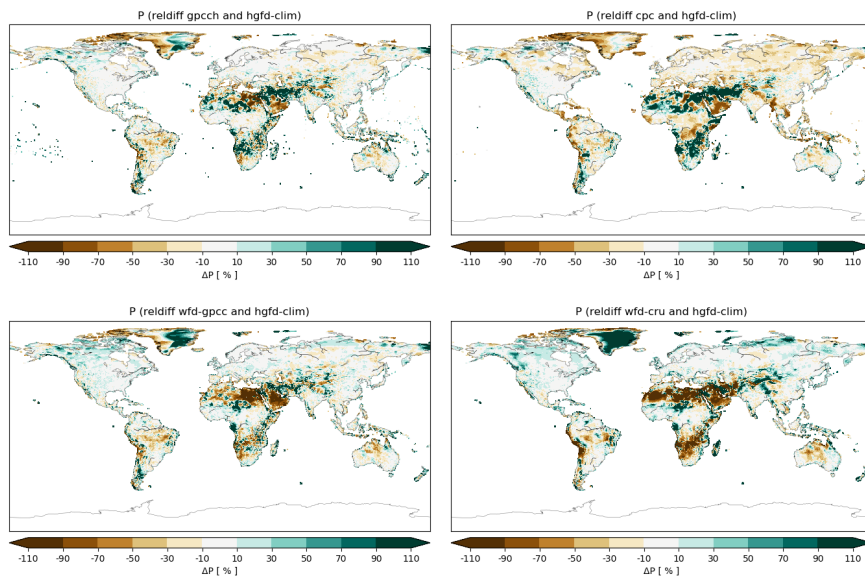 P (reldiff gpcch and hgfd-clim)
P (reldiff cpc and hgfd-clim)
-110 -90 -70 -50 -30 -10 10 30 50 70 90 110
ΔP [ % ]
-110 -90 -70 -50 -30 -10 10 30 50 70 90 110
ΔP [ % ]
P (reldiff wfd-gpcc and hgfd-clim)
P (reldiff wfd-cru and hgfd-clim)
-110 -90 -70 -50 -30 -10 10 30 50 70 90 110
ΔP [ % ]
-110 -90 -70 -50 -30 -10 10 30 50 70 90 110
ΔP [ % ]